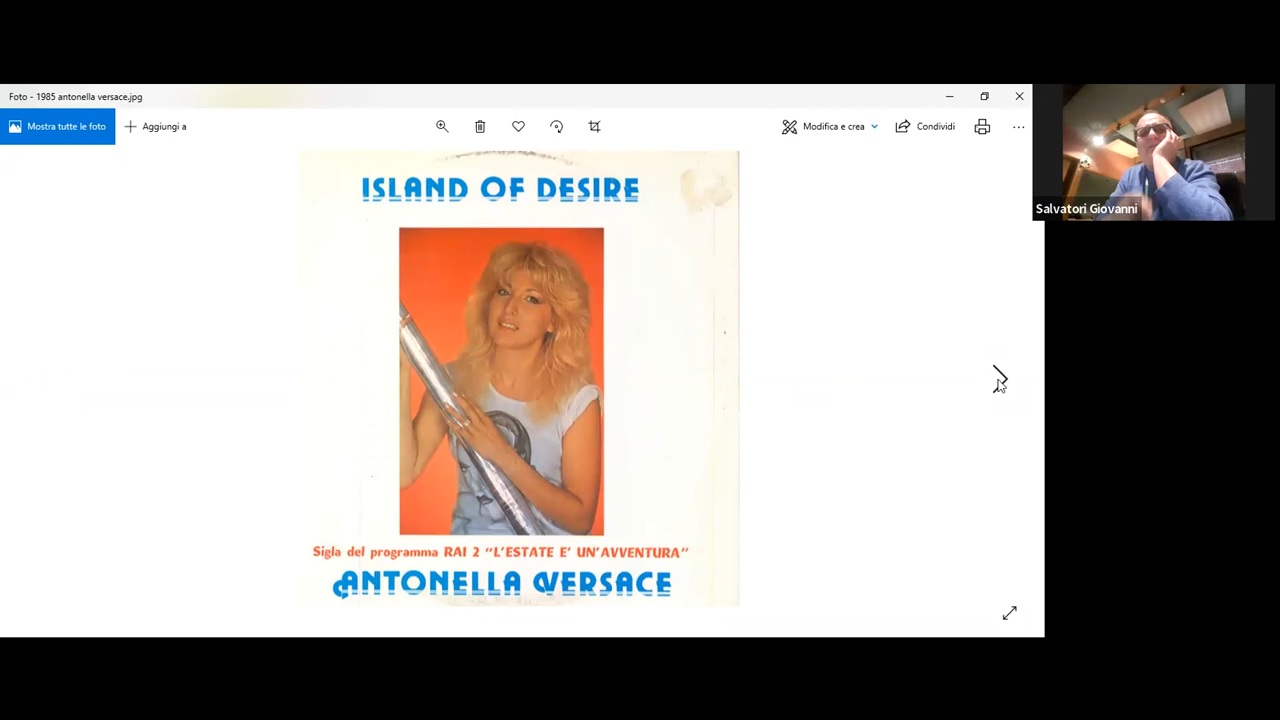 Foto - 1985 antonella versace.jpg
Mostra tutte le foto
Aggiungi a
Modifica e crea
Condividi
ISLAND OF DESIRE
Salvatori Giovanni
Sigla del programma RAI 2 “L'ESTATE E' UN'AVVENTURA”
ANTONELLA VERSACE